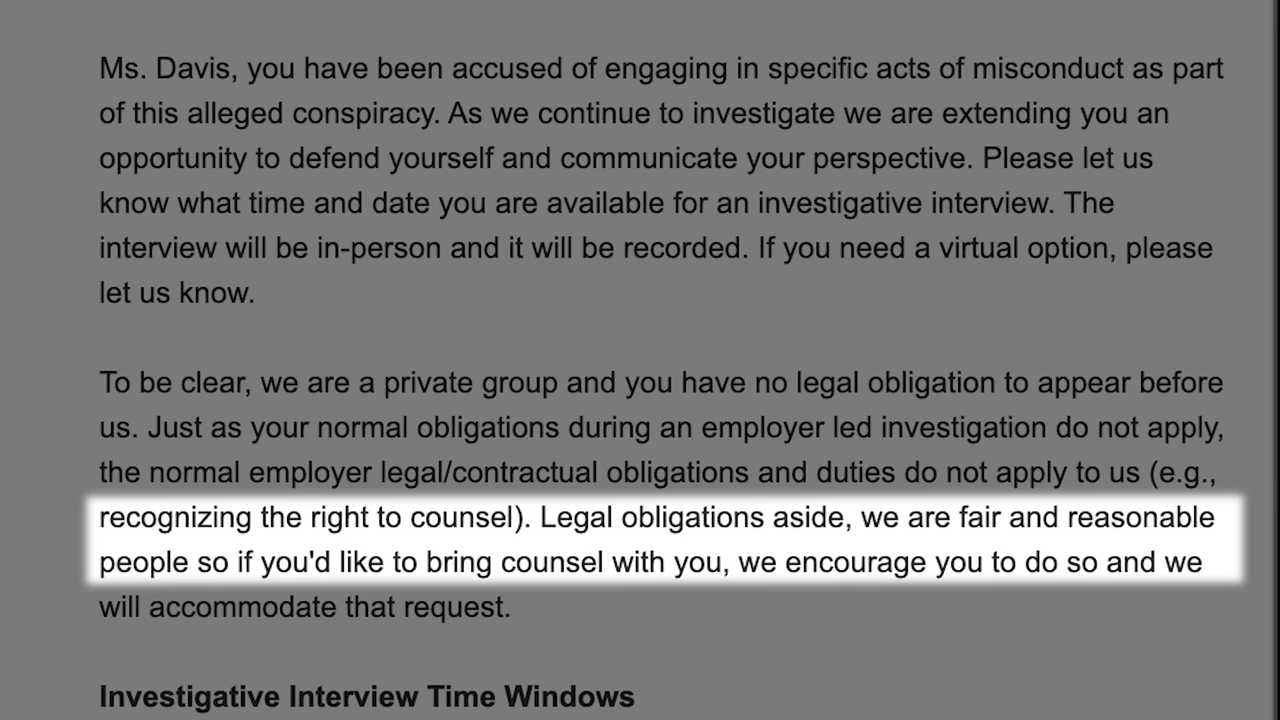 Ms. Davis, you have been accused of engaging in specific acts of misconduct as part
of this alleged conspiracy. As we continue to investigate we are extending you an
opportunity to defend yourself and communicate your perspective. Please let us
know what time and date you are available for an investigative interview. The
interview will be in-person and it will be recorded. If you need a virtual option, please
let us know.
To be clear, we are a private group and you have no legal obligation to appear before
us. Just as your normal obligations during an employer led investigation do not apply,
the normal employer legal/contractual obligations and duties do not apply to us (e.g.,
recognizing the right to counsel). Legal obligations aside, we are fair and reasonable
people so if you'd like to bring counsel with you, we encourage you to do so and we
will accommodate that request.
Investigative Interview Time Windows